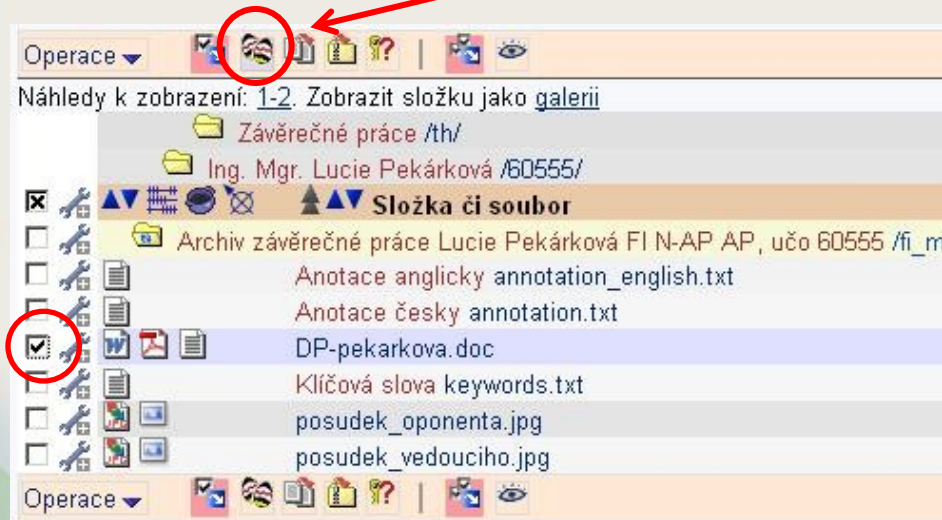 Operace
Náhledy k zobrazení: 1-2. Zobrazit složku jako galerii
Závěrečné práce /th/
Ing. Mgr. Lucie Pekárková /60555/
Složka či soubor
Archiv závěrečné práce Lucie Pekárková FI N-AP AP, učo 60555 /fi_m
Anotace anglicky annotation_english.txt
Anotace česky annotation.txt
DP-pekarkova.doc
Klíčová slova keywords.txt
posudek_oponenta.jpg
posudek_vedouciho.jpg
Operace